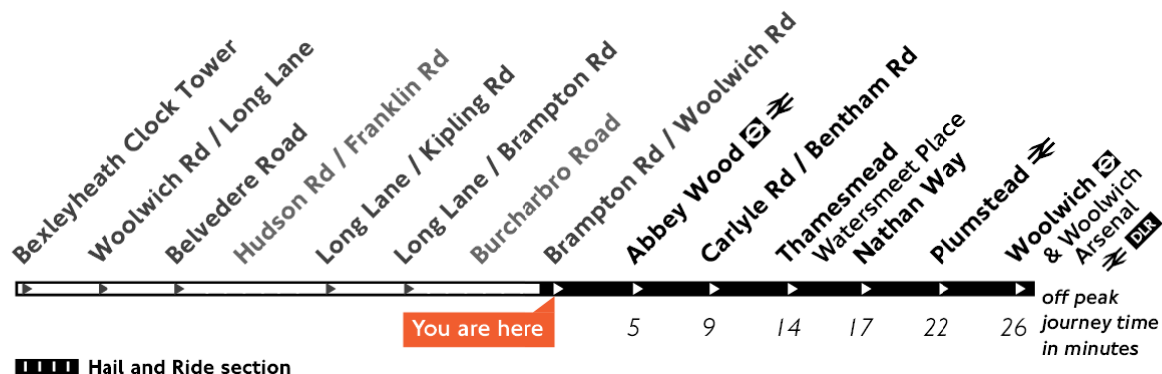 Bexleyheath Clock Tower
Woolwich Rd / Long Lane
Belvedere Road
Hudson Rd / Franklin Rd
Long Lane / Kipling Rd
Long Lane / Brampton Rd
Burcharbro Road
Brampton Rd / Woolwich Rd
Abbey Wood
Carlyle Rd / Bentham Rd
Thamesmead
Watersmeet Place
Nathan Way
Plumstead
Woolwich
& Woolwich
Arsenal
DLR
You are here
5 9 14 17 22 26
off peak
journey time
in minutes
Hail and Ride section